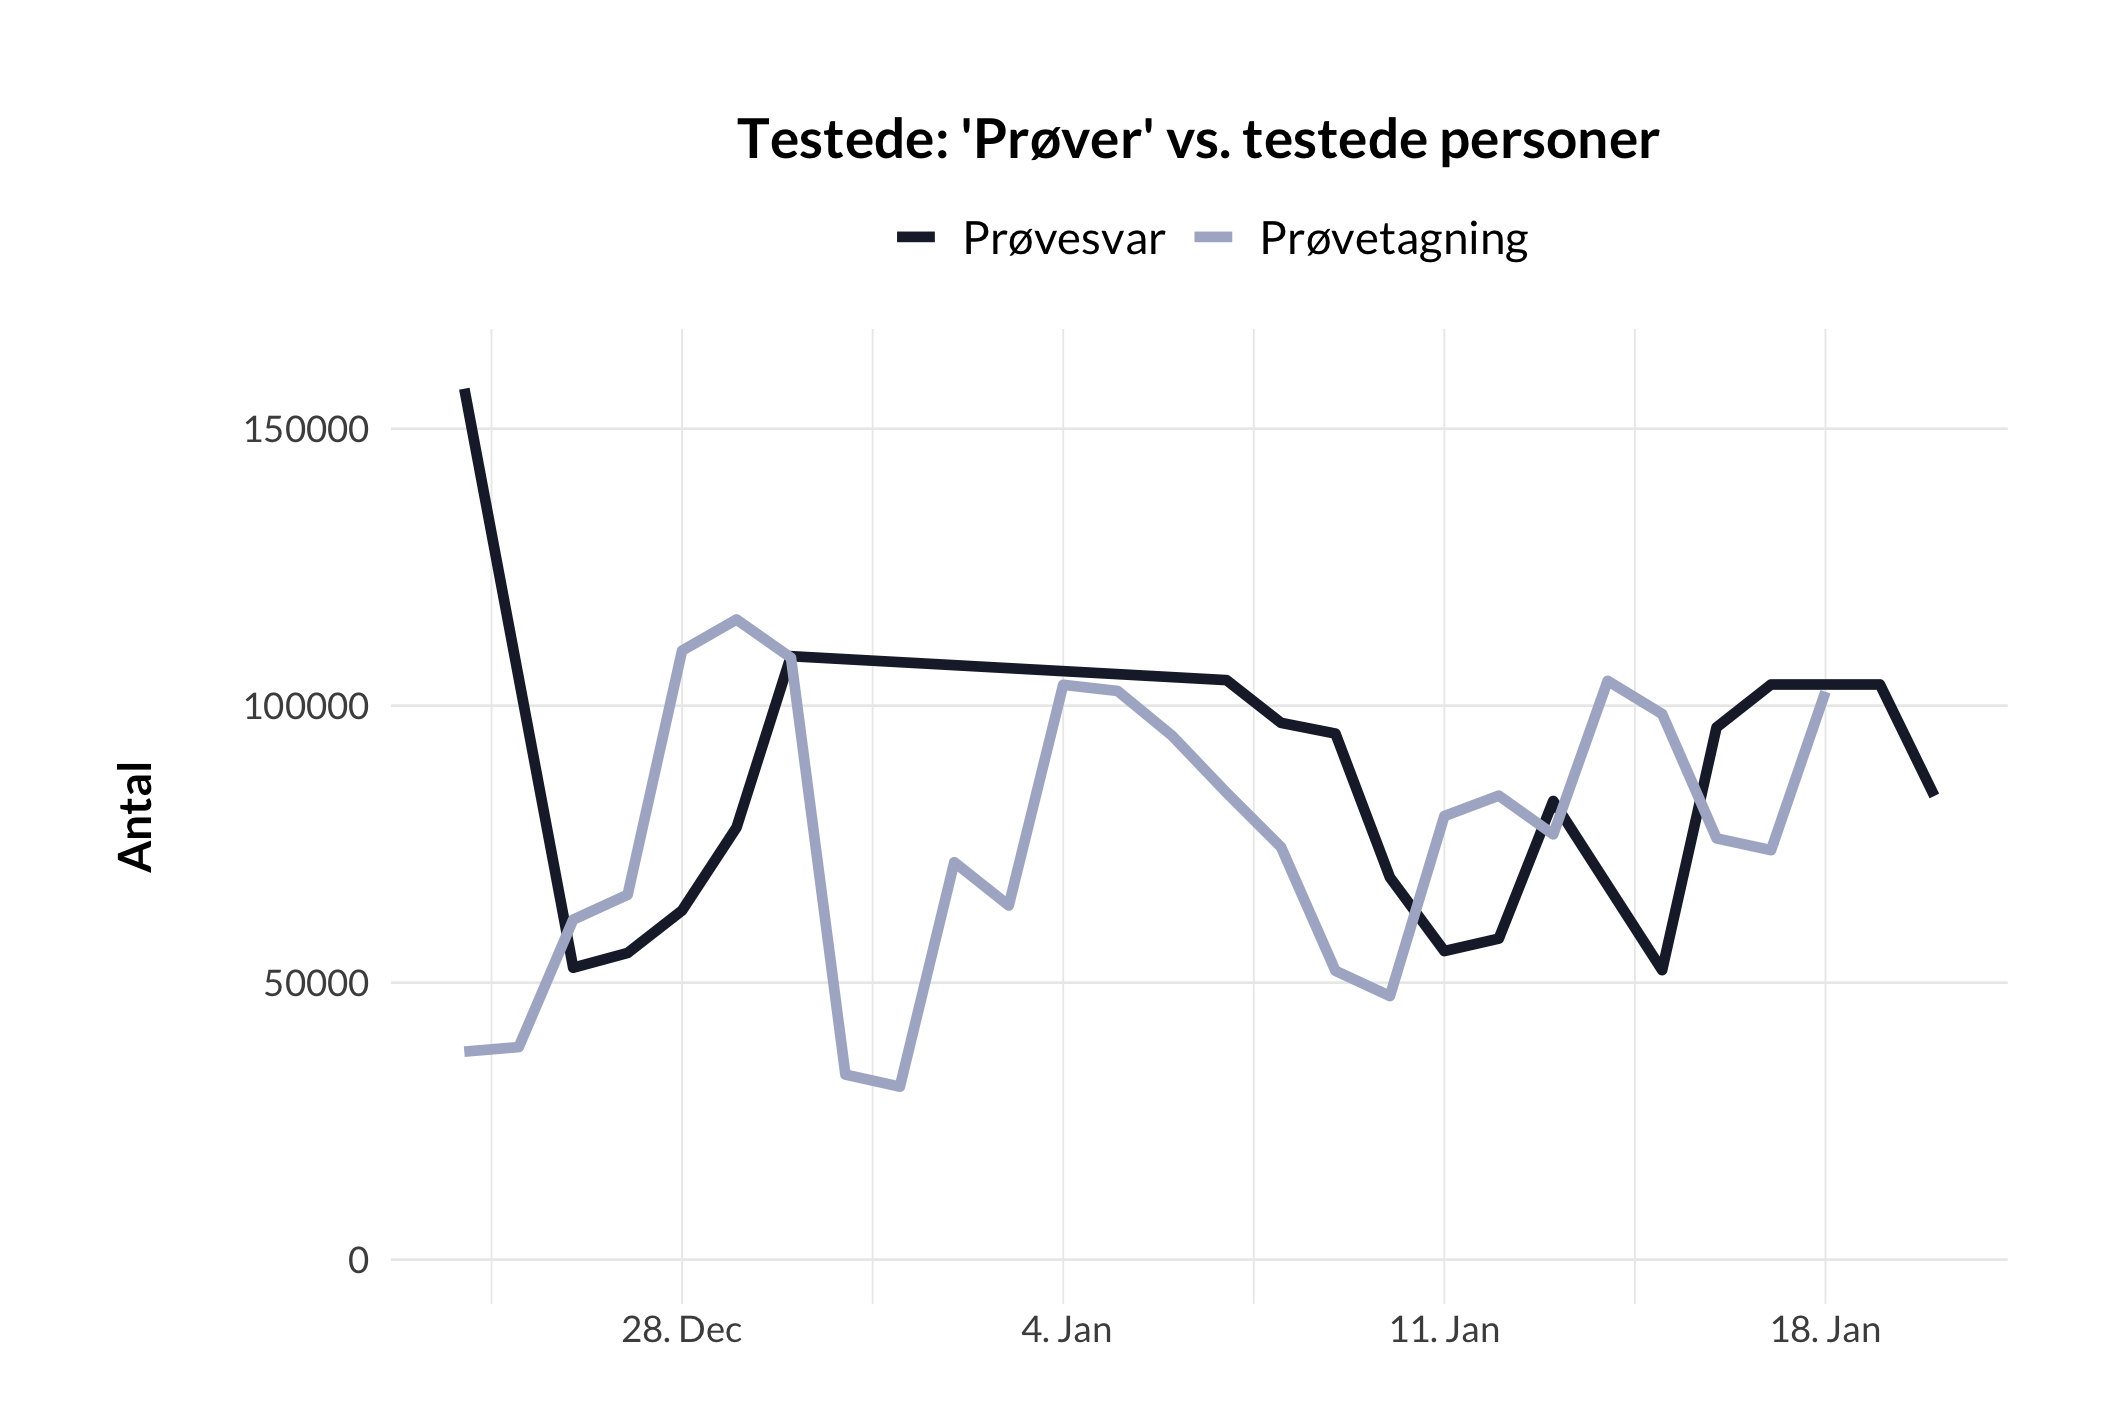 Testede: 'Prøver' vs. testede personer
Prøvesvar Prøvetagning
Antal
150000
100000
50000
0
28. Dec 4. Jan 11. Jan 18. Jan